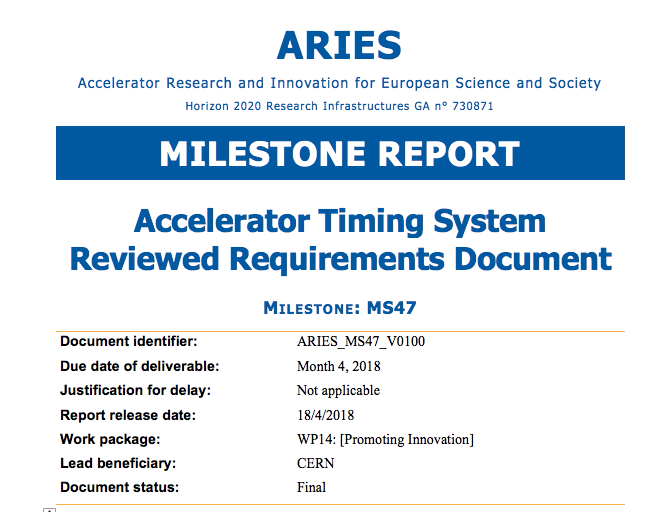 ARIES
Accelerator Research and Innovation for European Science and Society
Horizon 2020 Research Infrastructures GA n° 730871
MILESTONE REPORT
Accelerator Timing System
Reviewed Requirements Document
MILESTONE: MS47
Document identifier: ARIES_MS47_V0100
Due date of deliverable: Month 4, 2018
Justification for delay: Not applicable
Report release date: 18/4/2018
Work package: WP14: [Promoting Innovation]
Lead beneficiary: CERN
Document status: Final